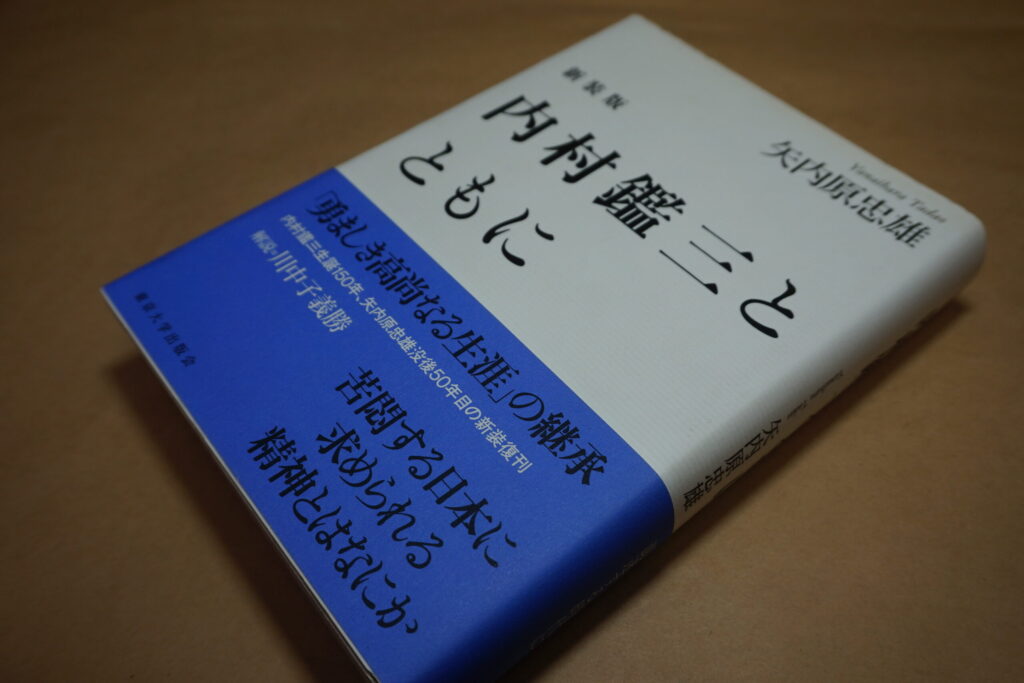 新装版
内村鑑三と
ともに
Yanaihara Tadao
矢内原忠雄
「勇ましき高尚なる生涯」の継承
内村鑑三生誕150年、矢内原忠雄没後50年目の新装復刊
解説・川中子義勝
苦悶する日本に
求められる
精神とはなにか
東京大学出版会
矢内原忠雄